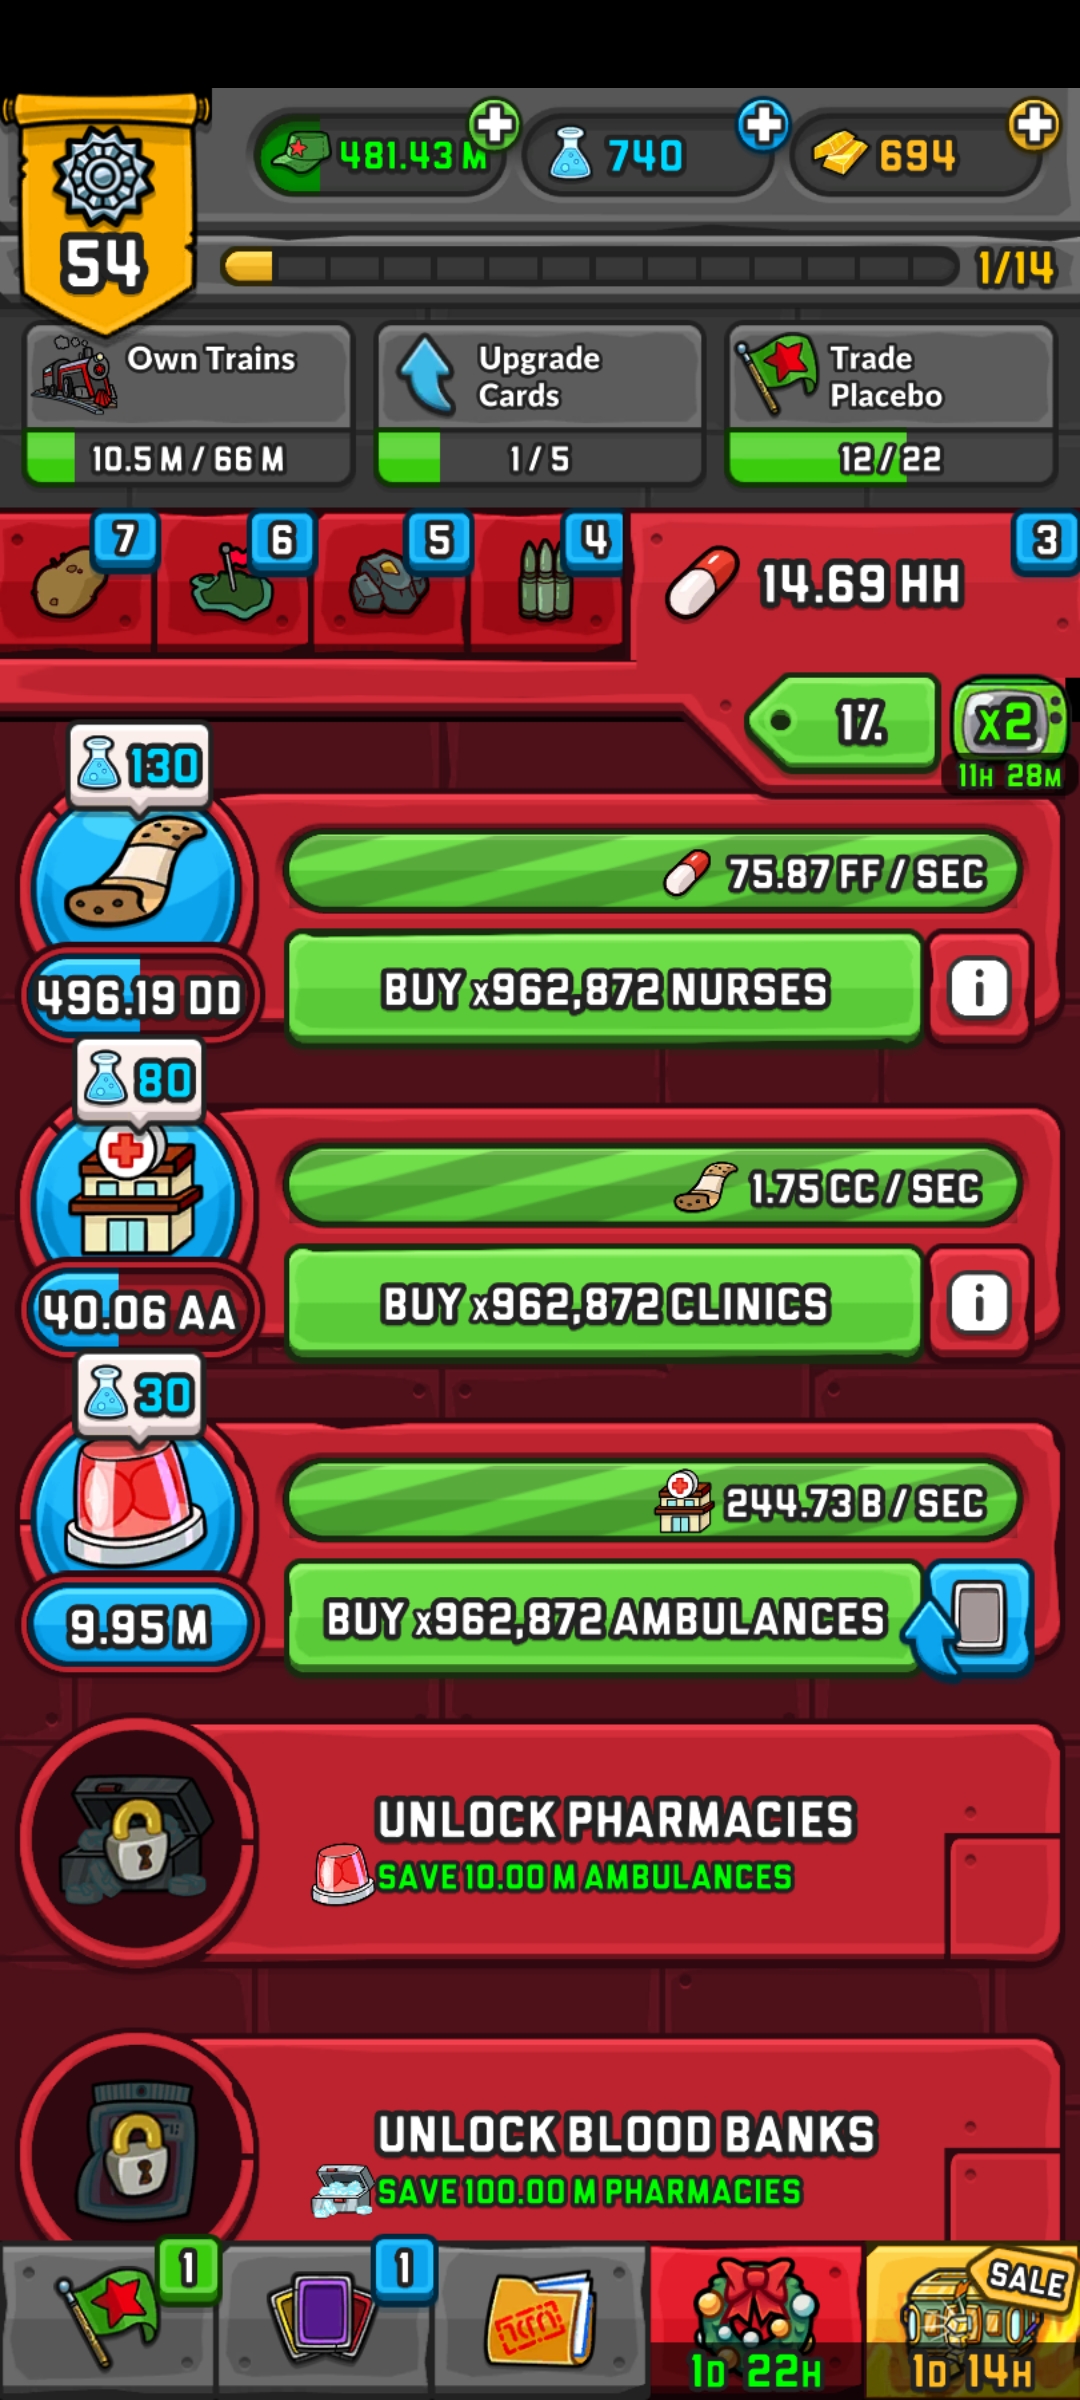 481.43 M
740
694
54
1/14
Own Trains
10.5 M / 66 M
Upgrade
Cards
1 / 5
Trade
Placebo
12 / 22
7
6
5
4
14.69 HH
3
1%
x2
11H 28M
130
75.87 FF / SEC
496.19 DD
BUY x962,872 NURSES
i
80
1.75 CC / SEC
40.06 AA
BUY x962,872 CLINICS
i
30
244.73 B / SEC
9.95 M
BUY x962,872 AMBULANCES
UNLOCK PHARMACIES
SAVE 10.00 M AMBULANCES
UNLOCK BLOOD BANKS
SAVE 100.00 M PHARMACIES
1
1
SALE
1D 22H
1D 14H